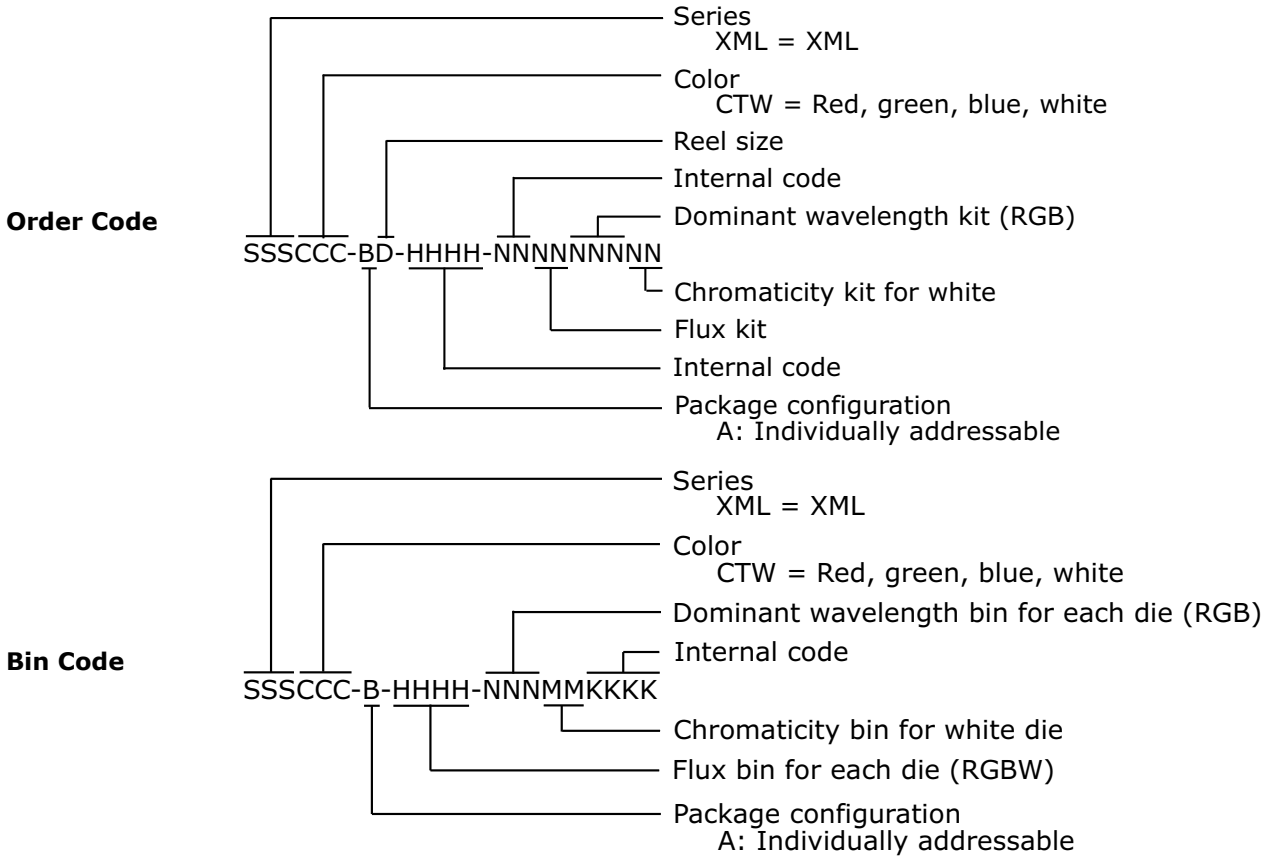 Series
XML = XML
Color
CTW = Red, green, blue, white
Reel size
Internal code
Dominant wavelength kit (RGB)
Order Code
SSSCCC-BD-HHHH-NNNNNNNNN
Chromaticity kit for white
Flux kit
Internal code
Package configuration
A: Individually addressable
Series
XML = XML
Color
CTW = Red, green, blue, white
Dominant wavelength bin for each die (RGB)
Internal code
Bin Code
SSSCCC-B-HHHH-NNNMMKKKK
Chromaticity bin for white die
Flux bin for each die (RGBW)
Package configuration
A: Individually addressable